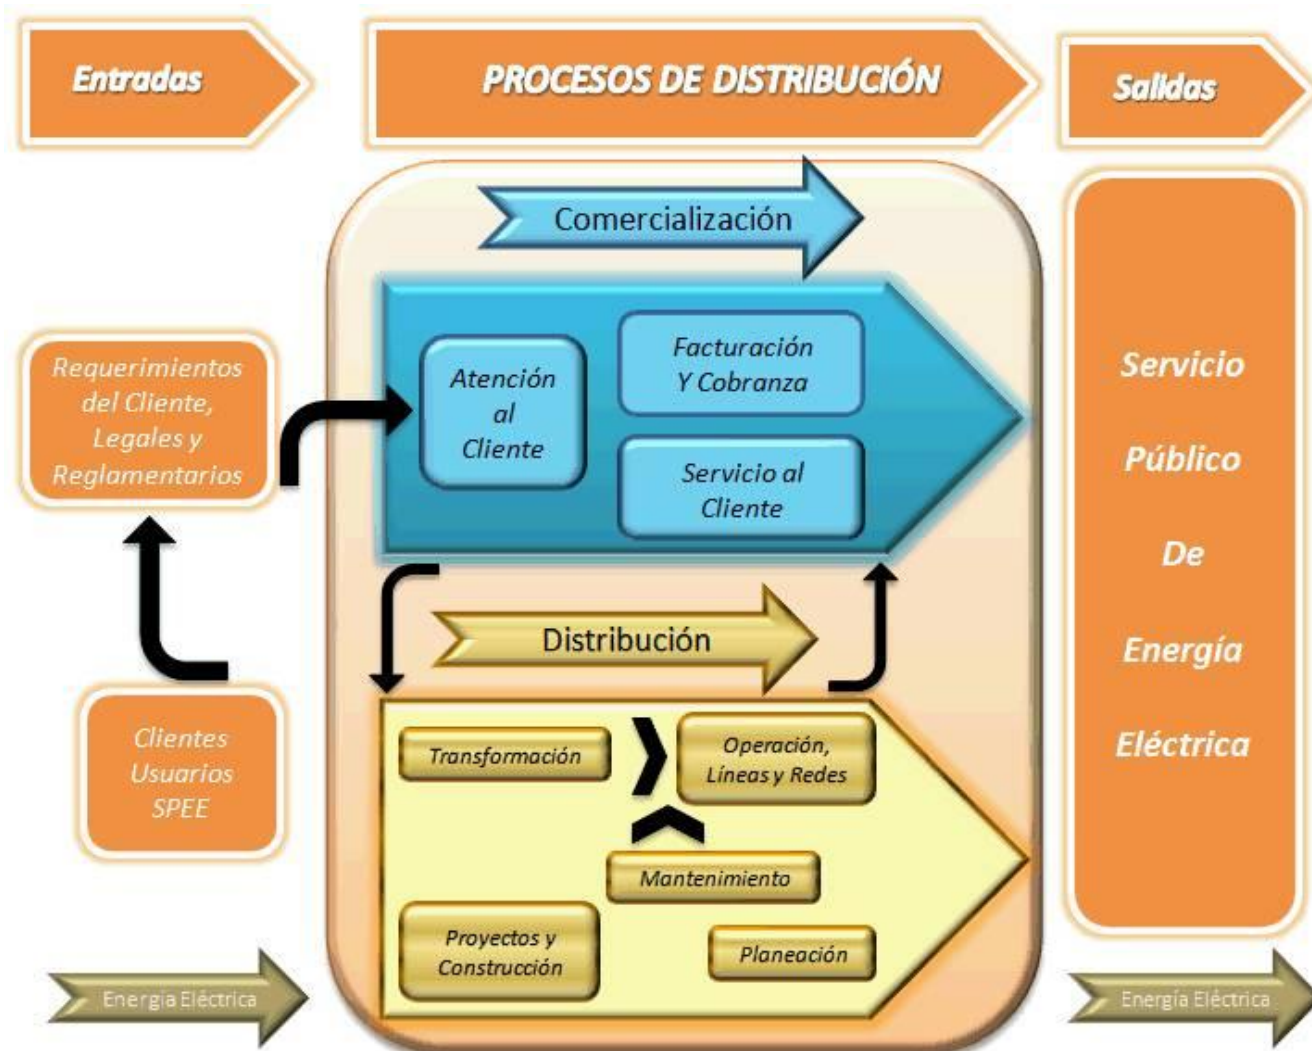 Entradas
PROCESOS DE DISTRIBUCIÓN
Salidas
Comercialización
Requerimientos
del Cliente,
Legales y
Reglamentarios
Atención
al
Cliente
Facturación
Y Cobranza
Servicio al
Cliente
Clientes
Usuarios
SPEE
Distribución
Transformación
Operación,
Líneas y Redes
Mantenimiento
Proyectos y
Construcción
Planeación
Energía Eléctrica
Servicio
Público
De
Energía
Eléctrica
Energía Eléctrica